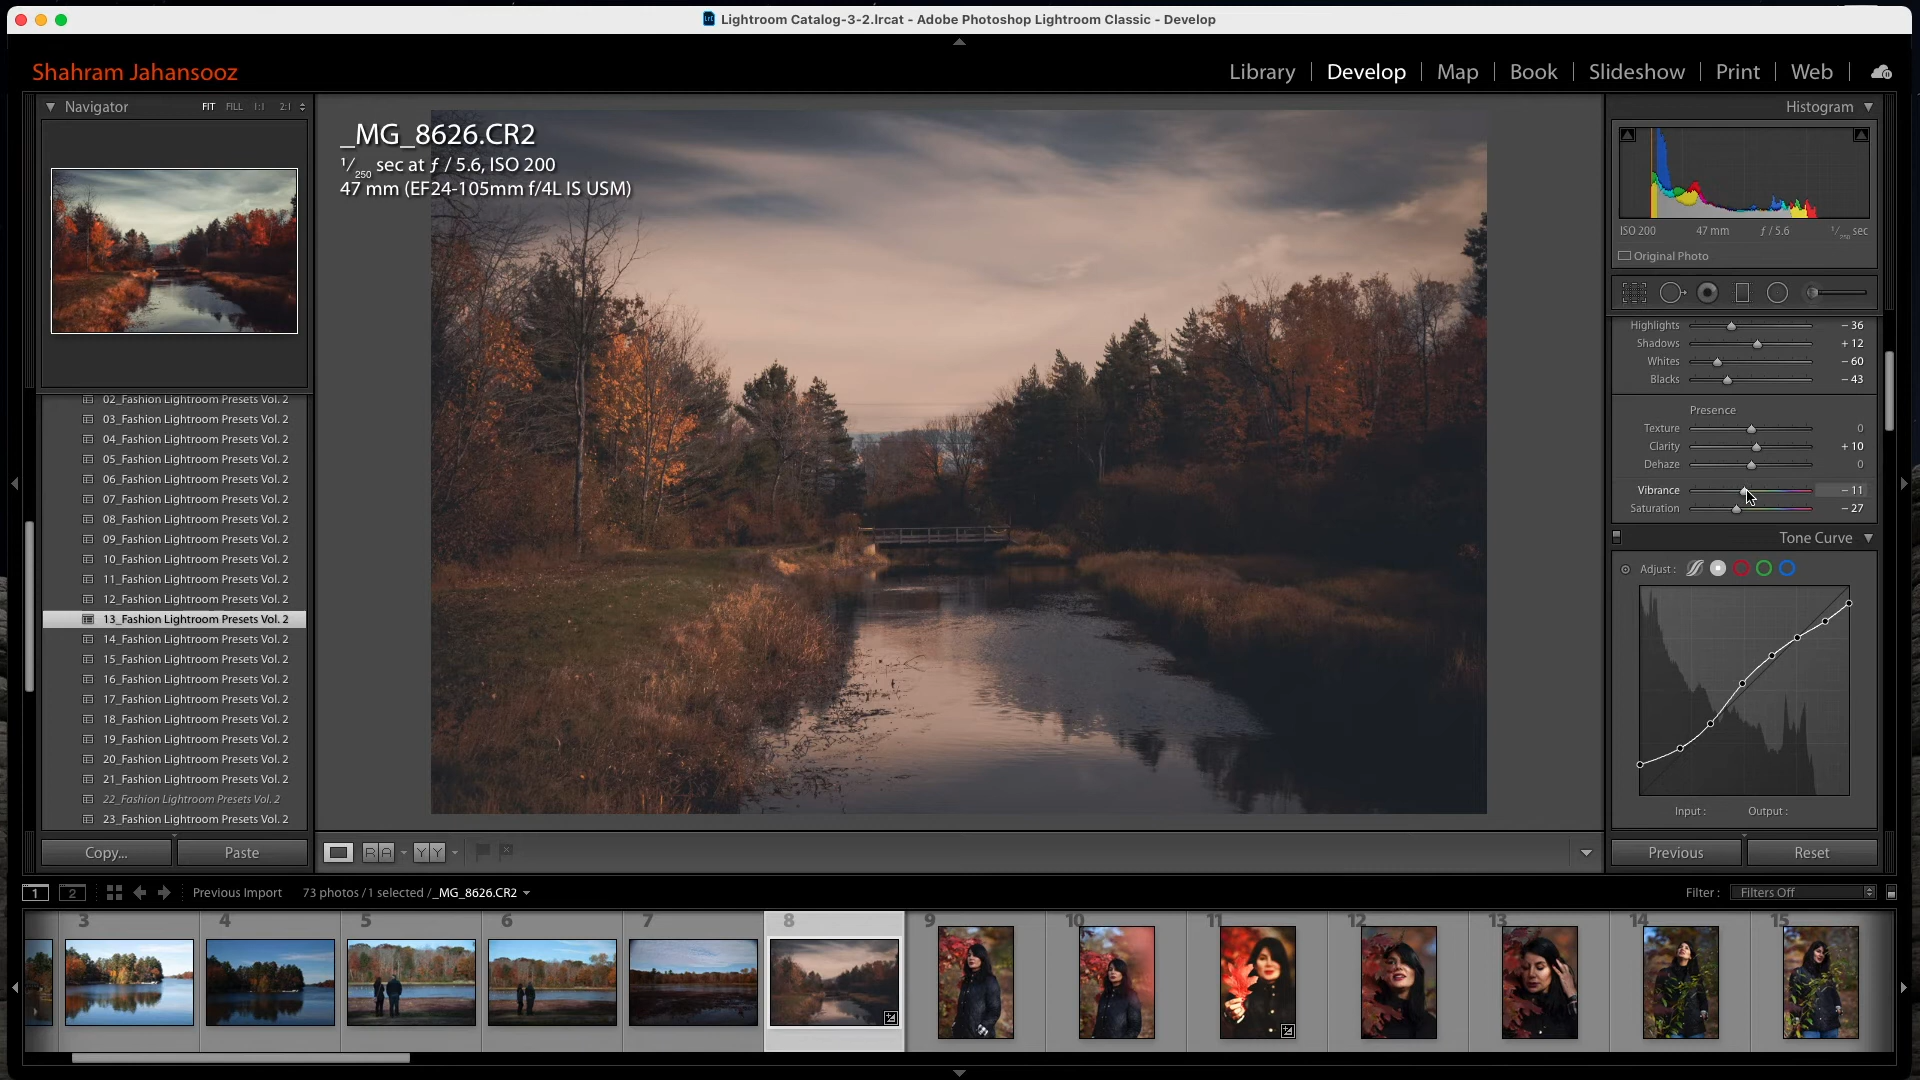 Lightroom Catalog-3-2.lrcat - Adobe Photoshop Lightroom Classic - Develop
Shahram Jahansooz
Library
Develop
Map
Book
Slideshow
Print
Web
Navigator
FIT
FILL
1:1
2:1
_MG_8626.CR2
1/250 sec at ƒ / 5.6, ISO 200
47 mm (EF24-105mm f/4L IS USM)
02_Fashion Lightroom Presets Vol. 2
03_Fashion Lightroom Presets Vol. 2
04_Fashion Lightroom Presets Vol. 2
05_Fashion Lightroom Presets Vol. 2
06_Fashion Lightroom Presets Vol. 2
07_Fashion Lightroom Presets Vol. 2
08_Fashion Lightroom Presets Vol. 2
09_Fashion Lightroom Presets Vol. 2
10_Fashion Lightroom Presets Vol. 2
11_Fashion Lightroom Presets Vol. 2
12_Fashion Lightroom Presets Vol. 2
13_Fashion Lightroom Presets Vol. 2
14_Fashion Lightroom Presets Vol. 2
15_Fashion Lightroom Presets Vol. 2
16_Fashion Lightroom Presets Vol. 2
17_Fashion Lightroom Presets Vol. 2
18_Fashion Lightroom Presets Vol. 2
19_Fashion Lightroom Presets Vol. 2
20_Fashion Lightroom Presets Vol. 2
21_Fashion Lightroom Presets Vol. 2
22_Fashion Lightroom Presets Vol. 2
23_Fashion Lightroom Presets Vol. 2
Copy...
Paste
R A
Y Y
Histogram
ISO 200 47 mm ƒ / 5.6 1/250 sec
Original Photo
Highlights − 36
Shadows + 12
Whites − 60
Blacks − 43
Presence
Texture 0
Clarity + 10
Dehaze 0
Vibrance − 11
Saturation − 27
Tone Curve
Adjust :
Input : Output :
Previous
Reset
1
2
Previous Import
73 photos / 1 selected / _MG_8626.CR2
Filter : Filters Off
3
4
5
6
7
8
9
10
11
12
13
14
15